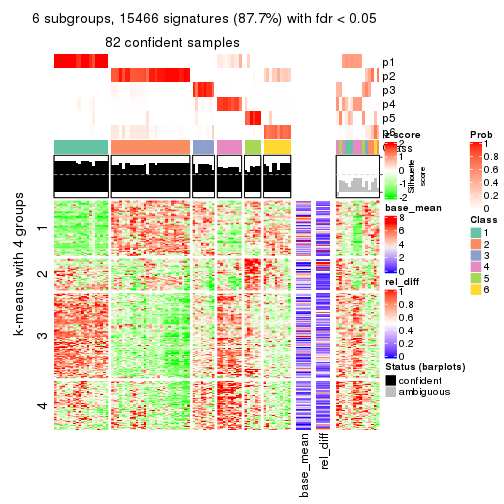 6 subgroups, 15466 signatures (87.7%) with fdr < 0.05
82 confident samples
p1
p2
p3
p4
p5
p6
Class
Silhouette
score
k-means with 4 groups
1
2
3
4
base_mean
rel_diff
z-score
2
1
0
-1
-2
base_mean
8
6
4
2
0
rel_diff
1
0.8
0.6
0.4
0.2
0
Status (barplots)
confident
ambiguous
Prob
1
0.8
0.6
0.4
0.2
0
Class
1
2
3
4
5
6